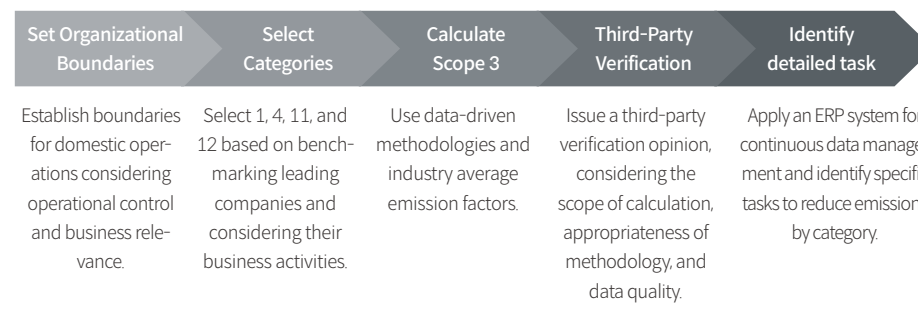 Set Organizational
Boundaries
Select
Categories
Calculate
Scope 3
Third-Party
Verification
Identify
detailed task
Establish boundaries
for domestic oper-
ations considering
operational control
and business rele-
vance.
Select 1, 4, 11, and
12 based on bench-
marking leading
companies and
considering their
business activities.
Use data-driven
methodologies and
industry average
emission factors.
Issue a third-party
verification opinion,
considering the
scope of calculation,
appropriateness of
methodology, and
data quality.
Apply an ERP system for
continuous data manage
ment and identify specifi
tasks to reduce emission
by category.